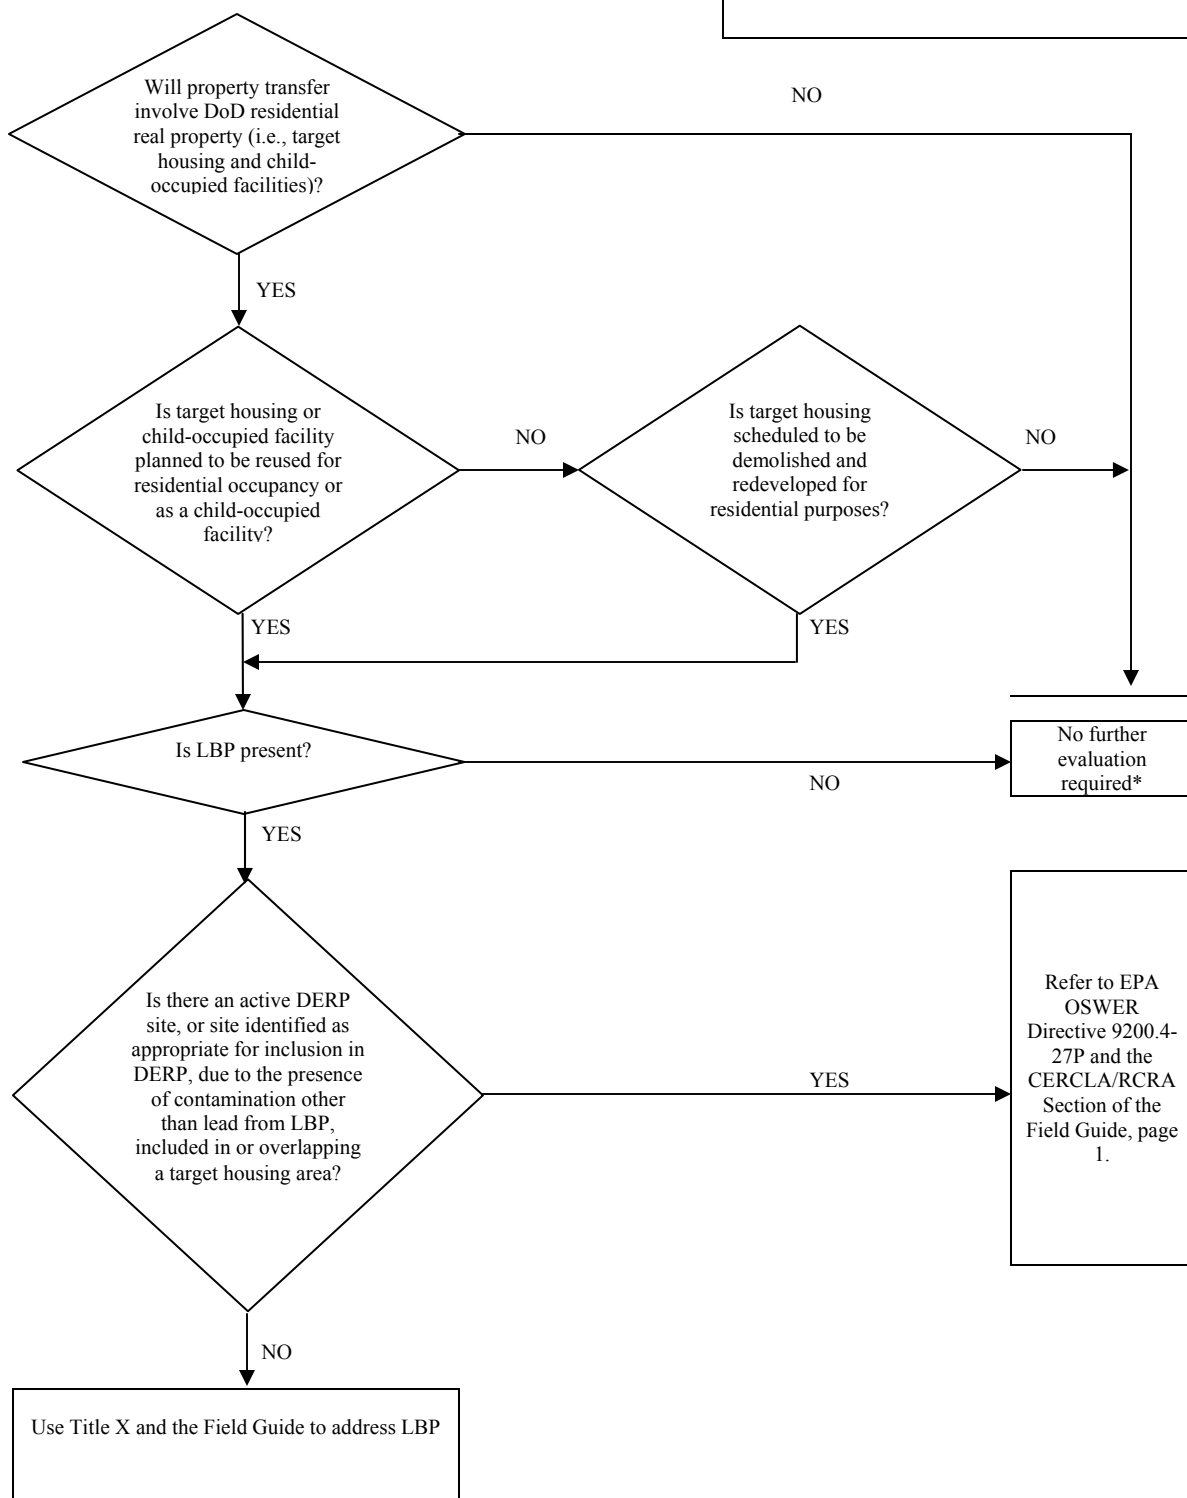 Will property transfer
involve DoD residential
real property (i.e., target
housing and child-
occupied facilities)?
NO
YES
Is target housing or
child-occupied facility
planned to be reused for
residential occupancy or
as a child-occupied
facility?
NO
Is target housing
scheduled to be
demolished and
redeveloped for
residential purposes?
NO
YES
YES
Is LBP present?
NO
No further
evaluation
required*
YES
Is there an active DERP
site, or site identified as
appropriate for inclusion in
DERP, due to the presence
of contamination other
than lead from LBP,
included in or overlapping
a target housing area?
YES
Refer to EPA
OSWER
Directive 9200.4-
27P and the
CERCLA/RCRA
Section of the
Field Guide, page
1.
NO
Use Title X and the Field Guide to address LBP